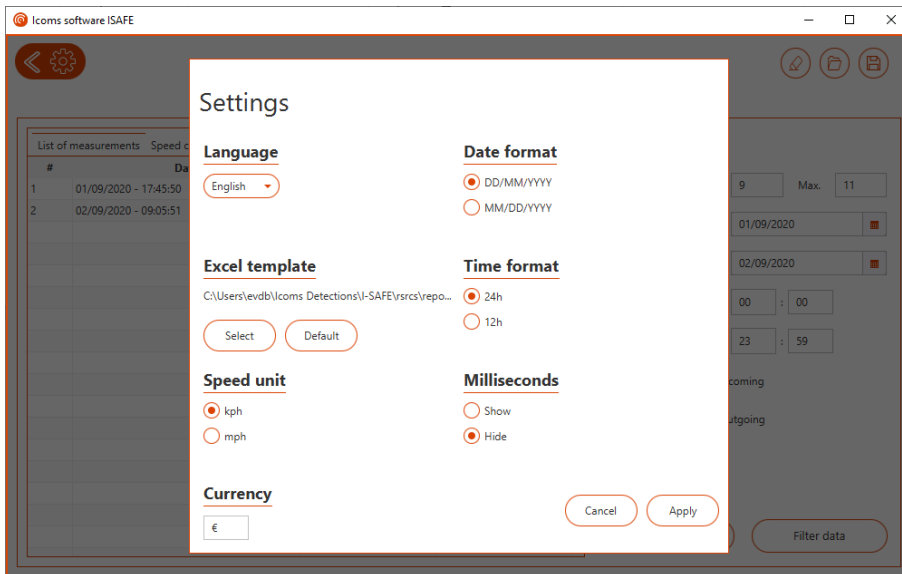 Icoms software ISAFE
Settings
List of measurements Speed c
# Da
1 01/09/2020 - 17:45:50
2 02/09/2020 - 09:05:51
Language
English
Date format
DD/MM/YYYY
MM/DD/YYYY
Excel template
C:\Users\evdb\Icoms Detections\I-SAFE\rsrcs\repo...
Select Default
Time format
24h
12h
Speed unit
kph
mph
Milliseconds
Show
Hide
Currency
€
Cancel Apply
9 Max. 11
01/09/2020
02/09/2020
00 : 00
23 : 59
coming
utgoing
Filter data